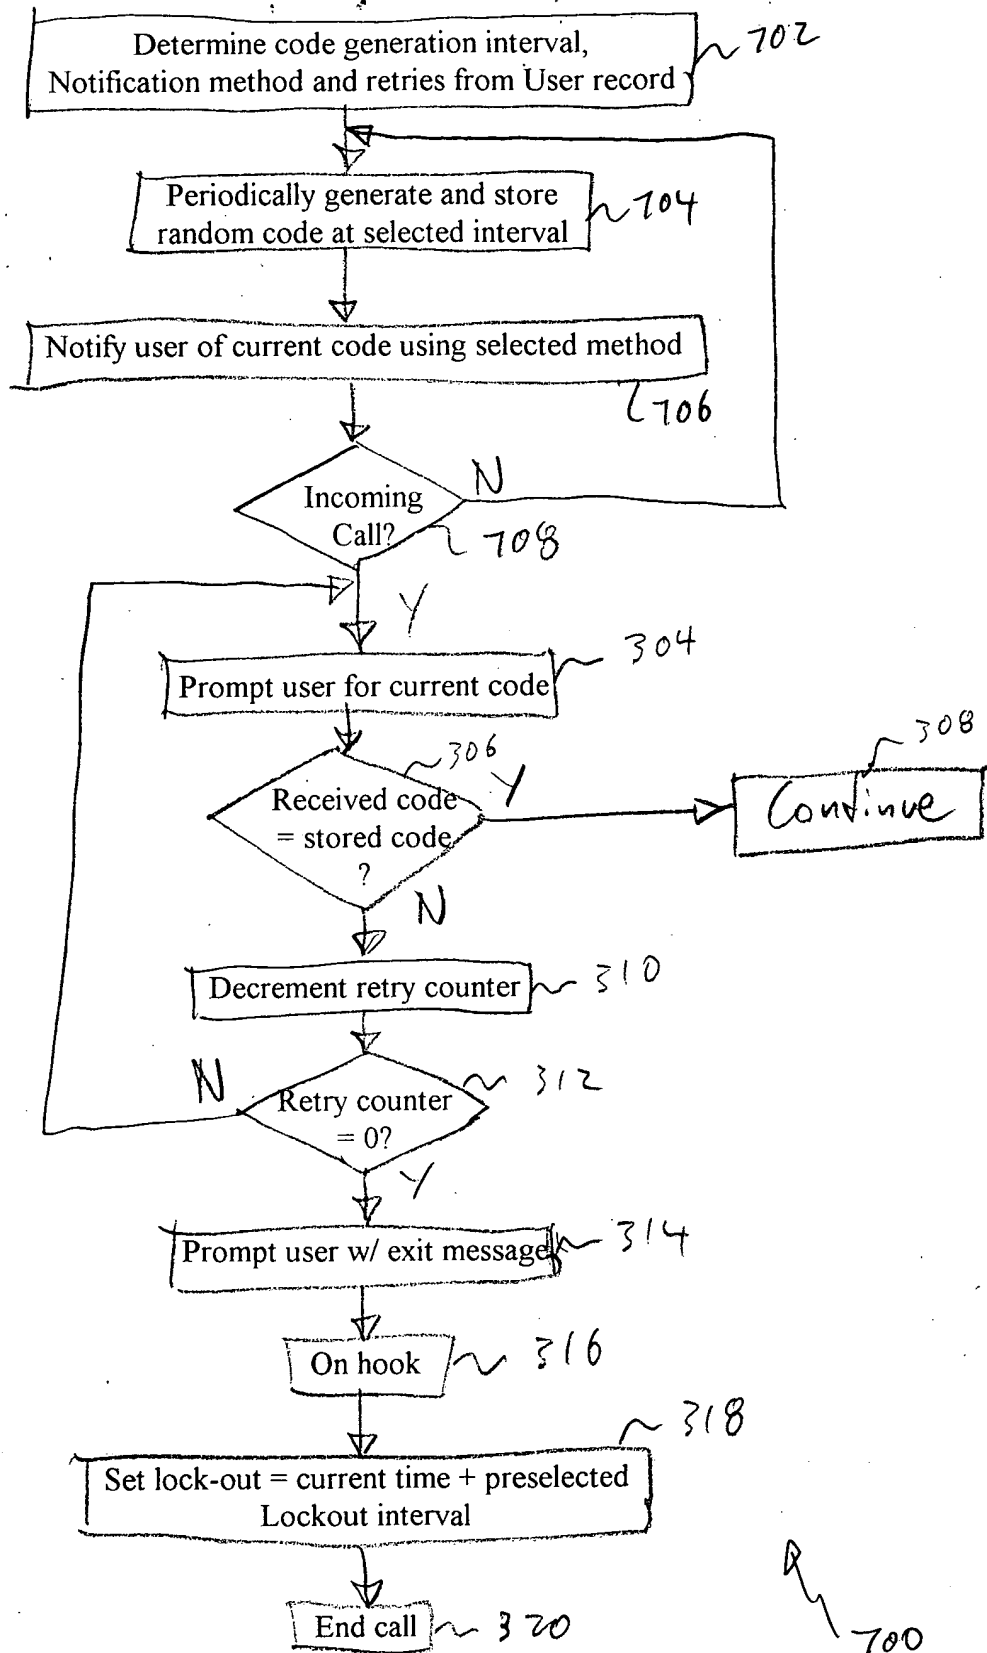 Determine code generation interval,
Notification method and retries from User record
702
Periodically generate and store
random code at selected interval
704
Notify user of current code using selected method
706
Incoming
Call?
N
708
Y
Prompt user for current code
304
306
Received code
= stored code
?
Y
308
Continue
N
Decrement retry counter
310
N
Retry counter
= 0?
312
Y
Prompt user w/ exit message
314
On hook
316
318
Set lock-out = current time + preselected
Lockout interval
End call
320
700